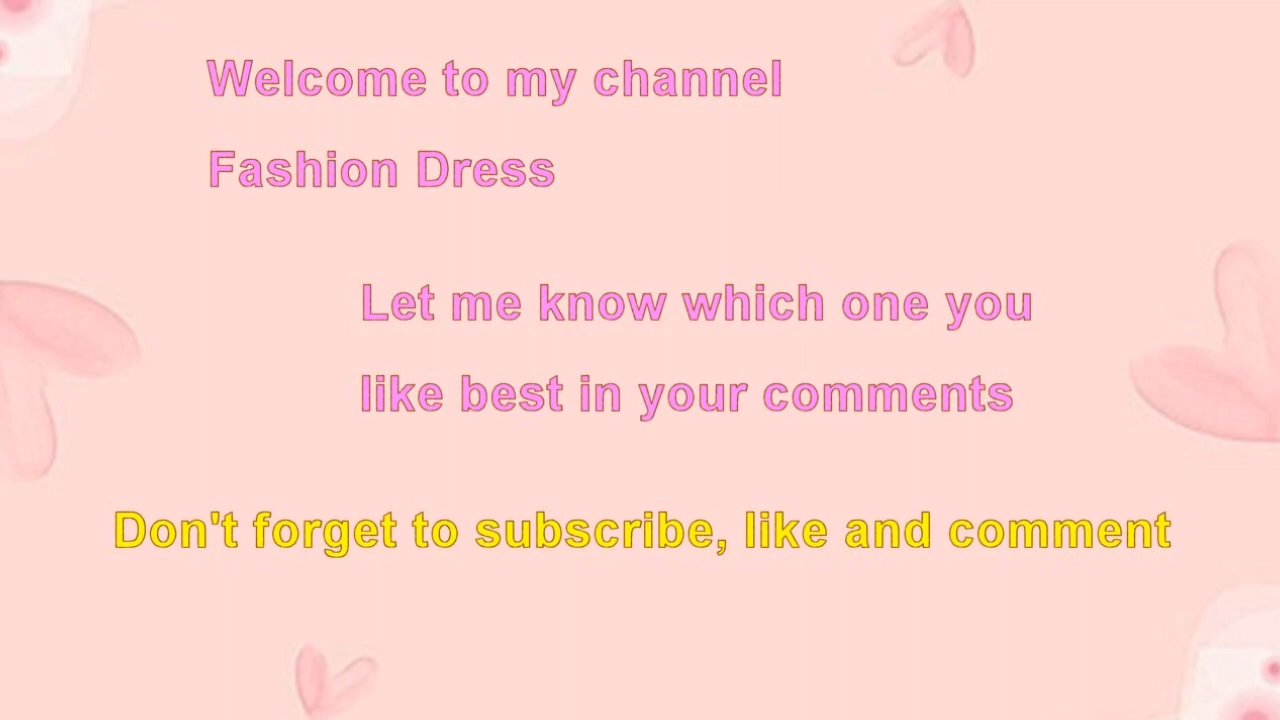 Welcome to my channel
Fashion Dress
Let me know which one you
like best in your comments
Don't forget to subscribe, like and comment